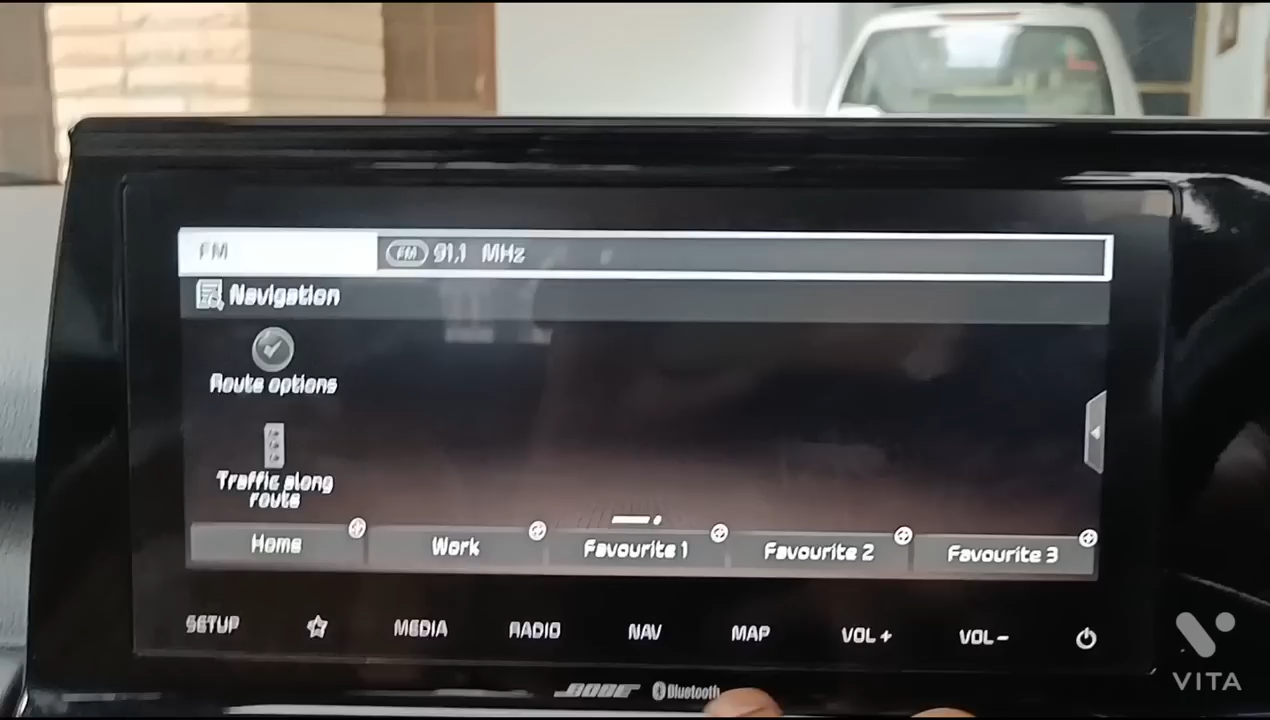 FM
FM 91.1 MHz
Navigation
Route options
Traffic along
route
Home
Work
Favourite 1
Favourite 2
Favourite 3
SETUP
MEDIA
RADIO
NAV
MAP
VOL +
VOL -
BOSE
Bluetooth
VITA